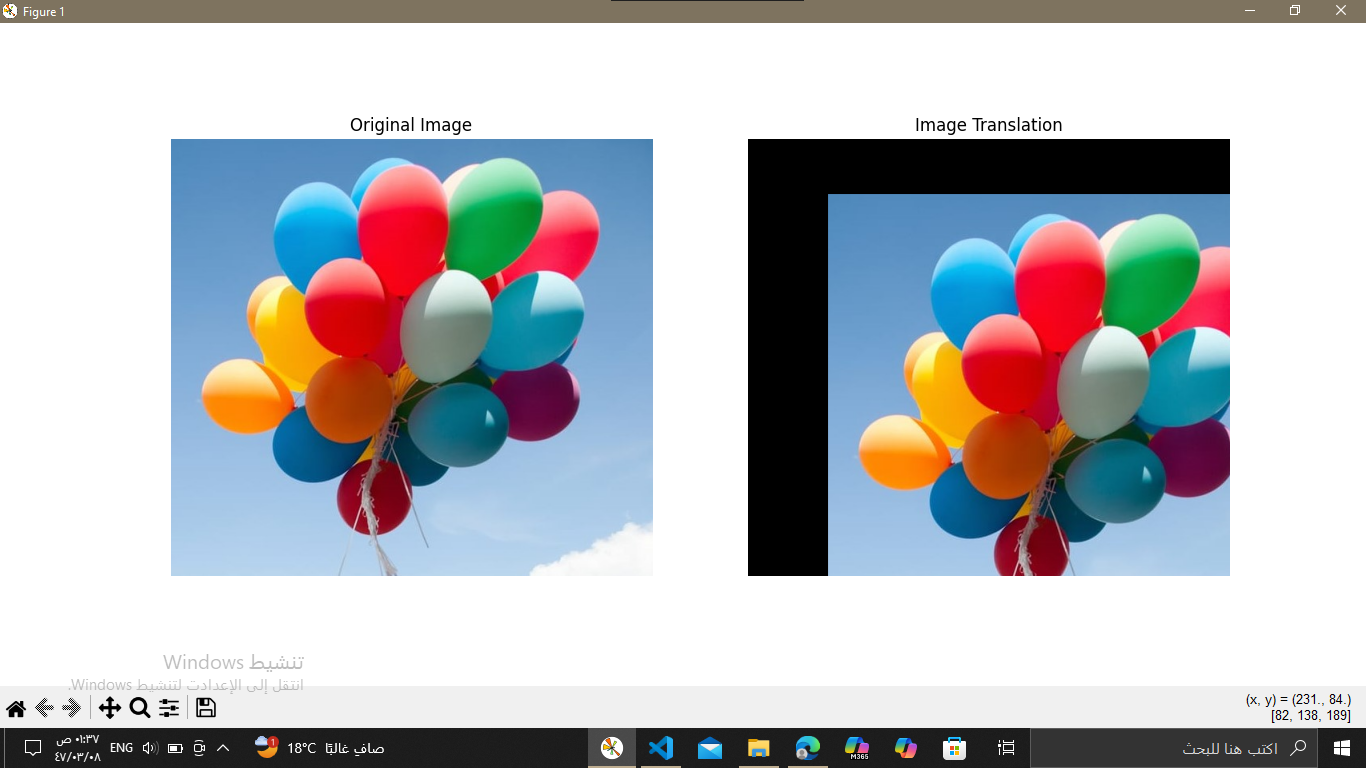 Figure 1
Original Image
Image Translation
تنشيط Windows
انتقل إلى الإعدادت لتنشيط Windows.
(x, y) = (231., 84.)
[82, 138, 189]
٠١:٣٧ ص
٤٧/٠٣/٠٨
ENG
1
18°C صافٍ غالبًا
M365
اكتب هنا للبحث